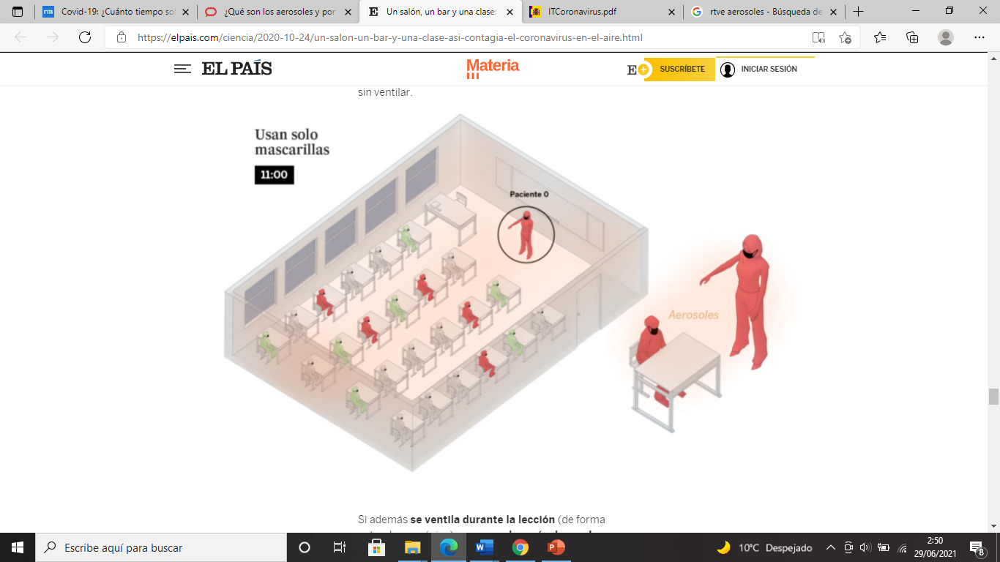 Covid-19: ¿Cuánto tiempo so
¿Qué son los aerosoles y por
Un salón, un bar y una clase:
ITCoronavirus.pdf
rtve aerosoles - Búsqueda de
https://elpais.com/ciencia/2020-10-24/un-salon-un-bar-y-una-clase-asi-contagia-el-coronavirus-en-el-aire.html
EL PAÍS
Materia
E+ SUSCRÍBETE
INICIAR SESIÓN
sin ventilar.
Usan solo
mascarillas
11:00
Paciente 0
Aerosoles
Si además se ventila durante la lección (de forma
Escribe aquí para buscar
10°C Despejado
2:50
29/06/2021
8